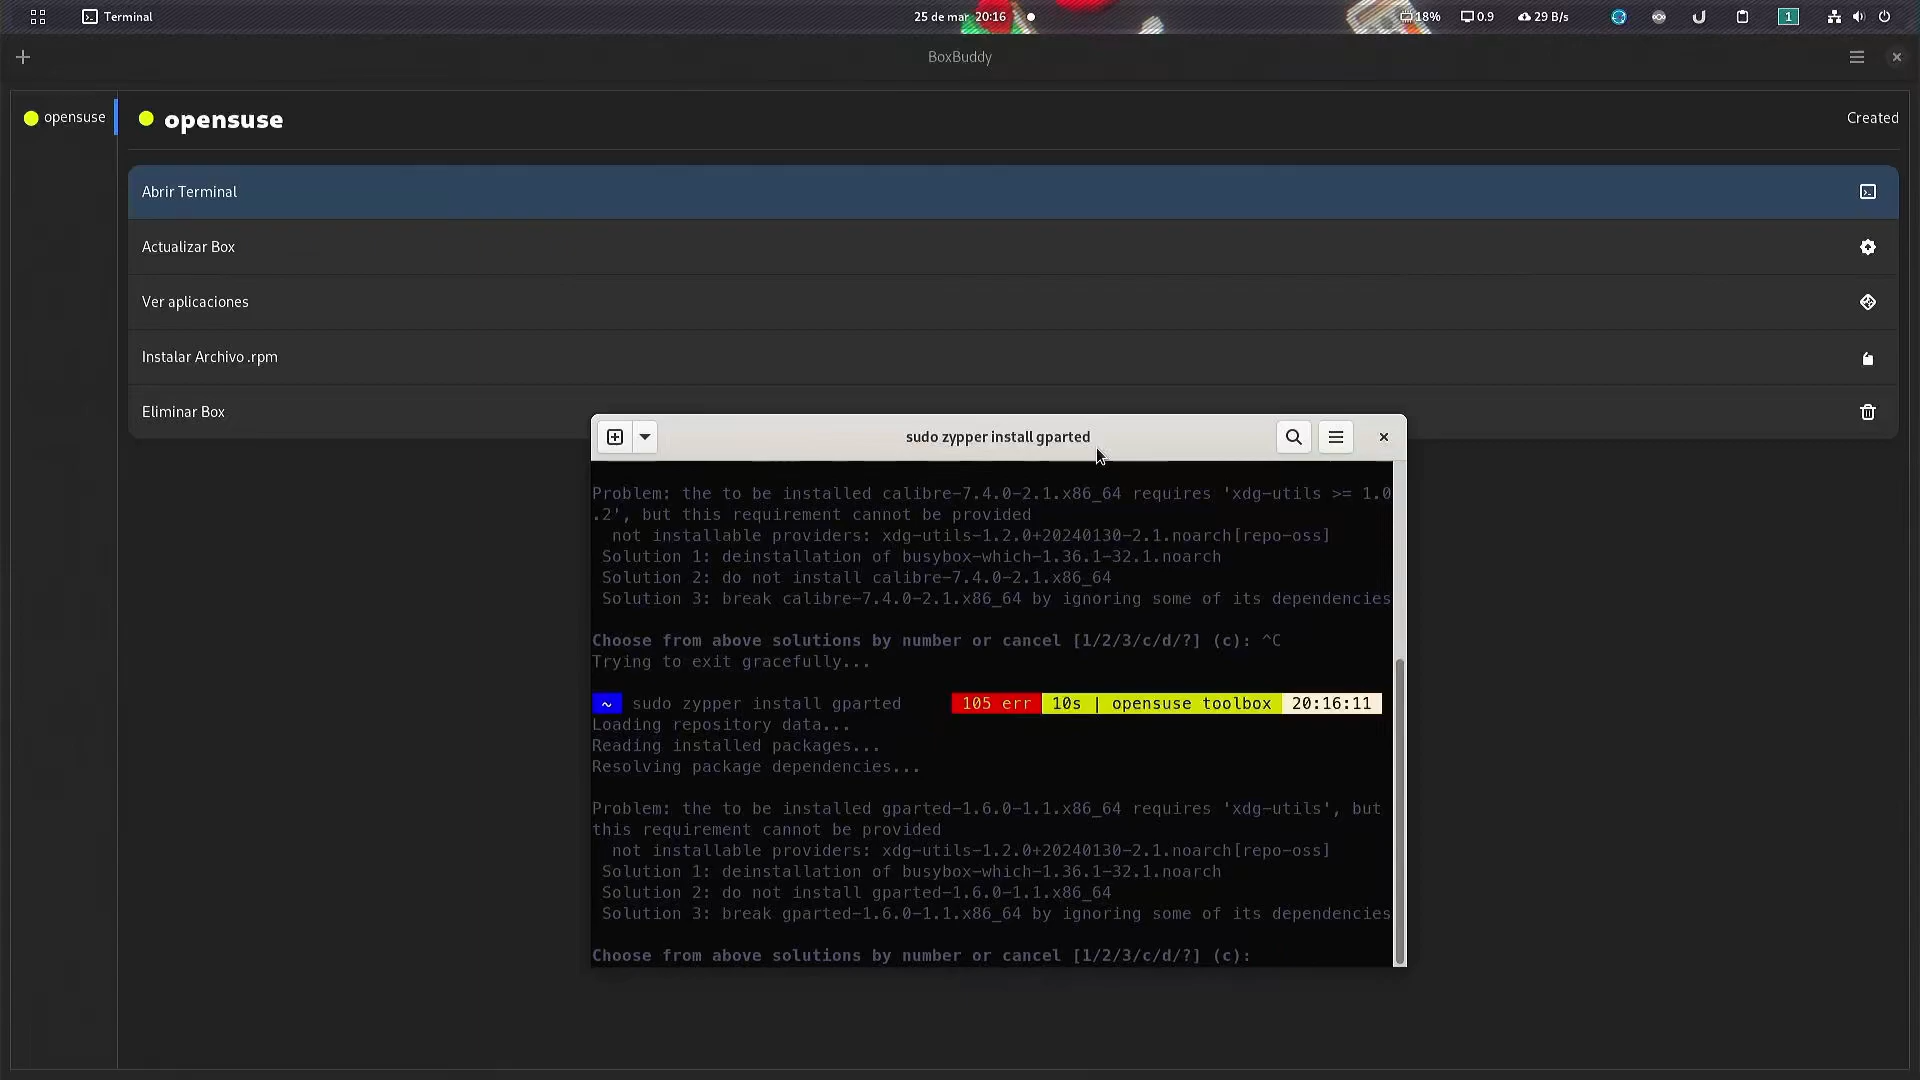 Terminal
25 de mar 20:16
18%
0.9
29 B/s
1
BoxBuddy
opensuse
opensuse
Created
Abrir Terminal
Actualizar Box
Ver aplicaciones
Instalar Archivo .rpm
Eliminar Box
sudo zypper install gparted
Problem: the to be installed calibre-7.4.0-2.1.x86_64 requires 'xdg-utils >= 1.0
.2', but this requirement cannot be provided
not installable providers: xdg-utils-1.2.0+20240130-2.1.noarch[repo-oss]
Solution 1: deinstallation of busybox-which-1.36.1-32.1.noarch
Solution 2: do not install calibre-7.4.0-2.1.x86_64
Solution 3: break calibre-7.4.0-2.1.x86_64 by ignoring some of its dependencies
Choose from above solutions by number or cancel [1/2/3/c/d/?] (c): ^C
Trying to exit gracefully...
~ sudo zypper install gparted 105 err 10s | opensuse toolbox 20:16:11
Loading repository data...
Reading installed packages...
Resolving package dependencies...
Problem: the to be installed gparted-1.6.0-1.1.x86_64 requires 'xdg-utils', but
this requirement cannot be provided
not installable providers: xdg-utils-1.2.0+20240130-2.1.noarch[repo-oss]
Solution 1: deinstallation of busybox-which-1.36.1-32.1.noarch
Solution 2: do not install gparted-1.6.0-1.1.x86_64
Solution 3: break gparted-1.6.0-1.1.x86_64 by ignoring some of its dependencies
Choose from above solutions by number or cancel [1/2/3/c/d/?] (c):